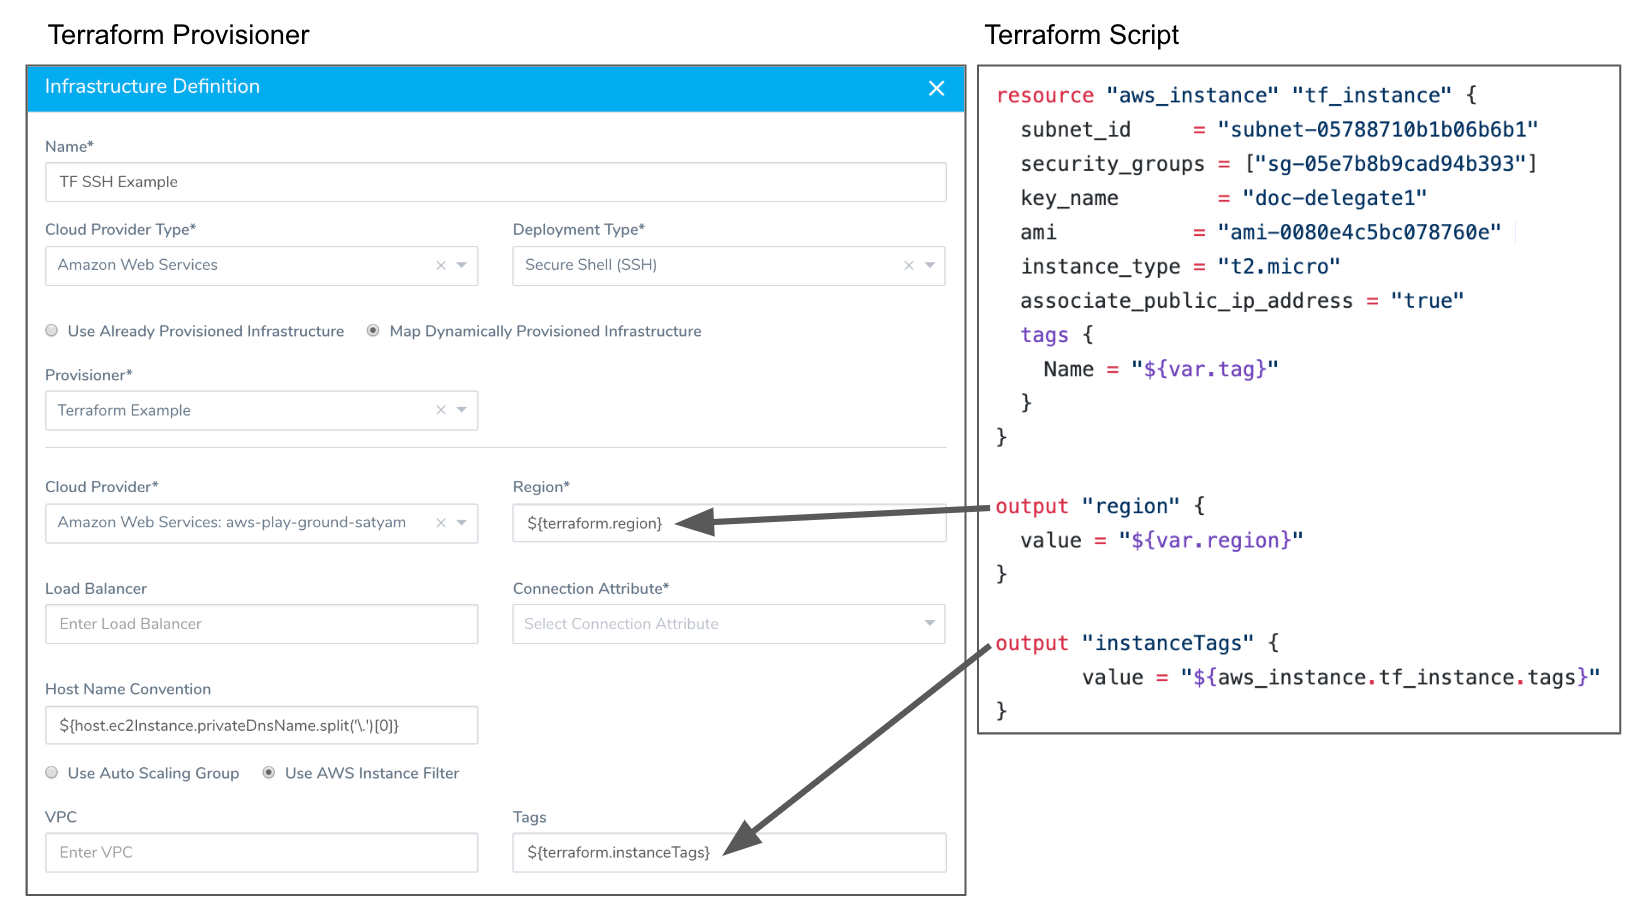 Terraform Provisioner
Infrastructure Definition
Name*
TF SSH Example
Cloud Provider Type*
Deployment Type*
Amazon Web Services
Secure Shell (SSH)
Use Already Provisioned Infrastructure
Map Dynamically Provisioned Infrastructure
Provisioner*
Terraform Example
Cloud Provider*
Region*
Amazon Web Services: aws-play-ground-satyam
${terraform.region}
Load Balancer
Connection Attribute*
Enter Load Balancer
Select Connection Attribute
Host Name Convention
${host.ec2Instance.privateDnsName.split('\.')[0]}
Use Auto Scaling Group
Use AWS Instance Filter
VPC
Tags
Enter VPC
${terraform.instanceTags}
Terraform Script
resource "aws_instance" "tf_instance" {
  subnet_id     = "subnet-05788710b1b06b6b1"
  security_groups = ["sg-05e7b8b9cad94b393"]
  key_name        = "doc-delegate1"
  ami           = "ami-0080e4c5bc078760e"
  instance_type = "t2.micro"
  associate_public_ip_address = "true"
  tags {
    Name = "${var.tag}"
  }
}
output "region" {
  value = "${var.region}"
}
output "instanceTags" {
       value = "${aws_instance.tf_instance.tags}"
}